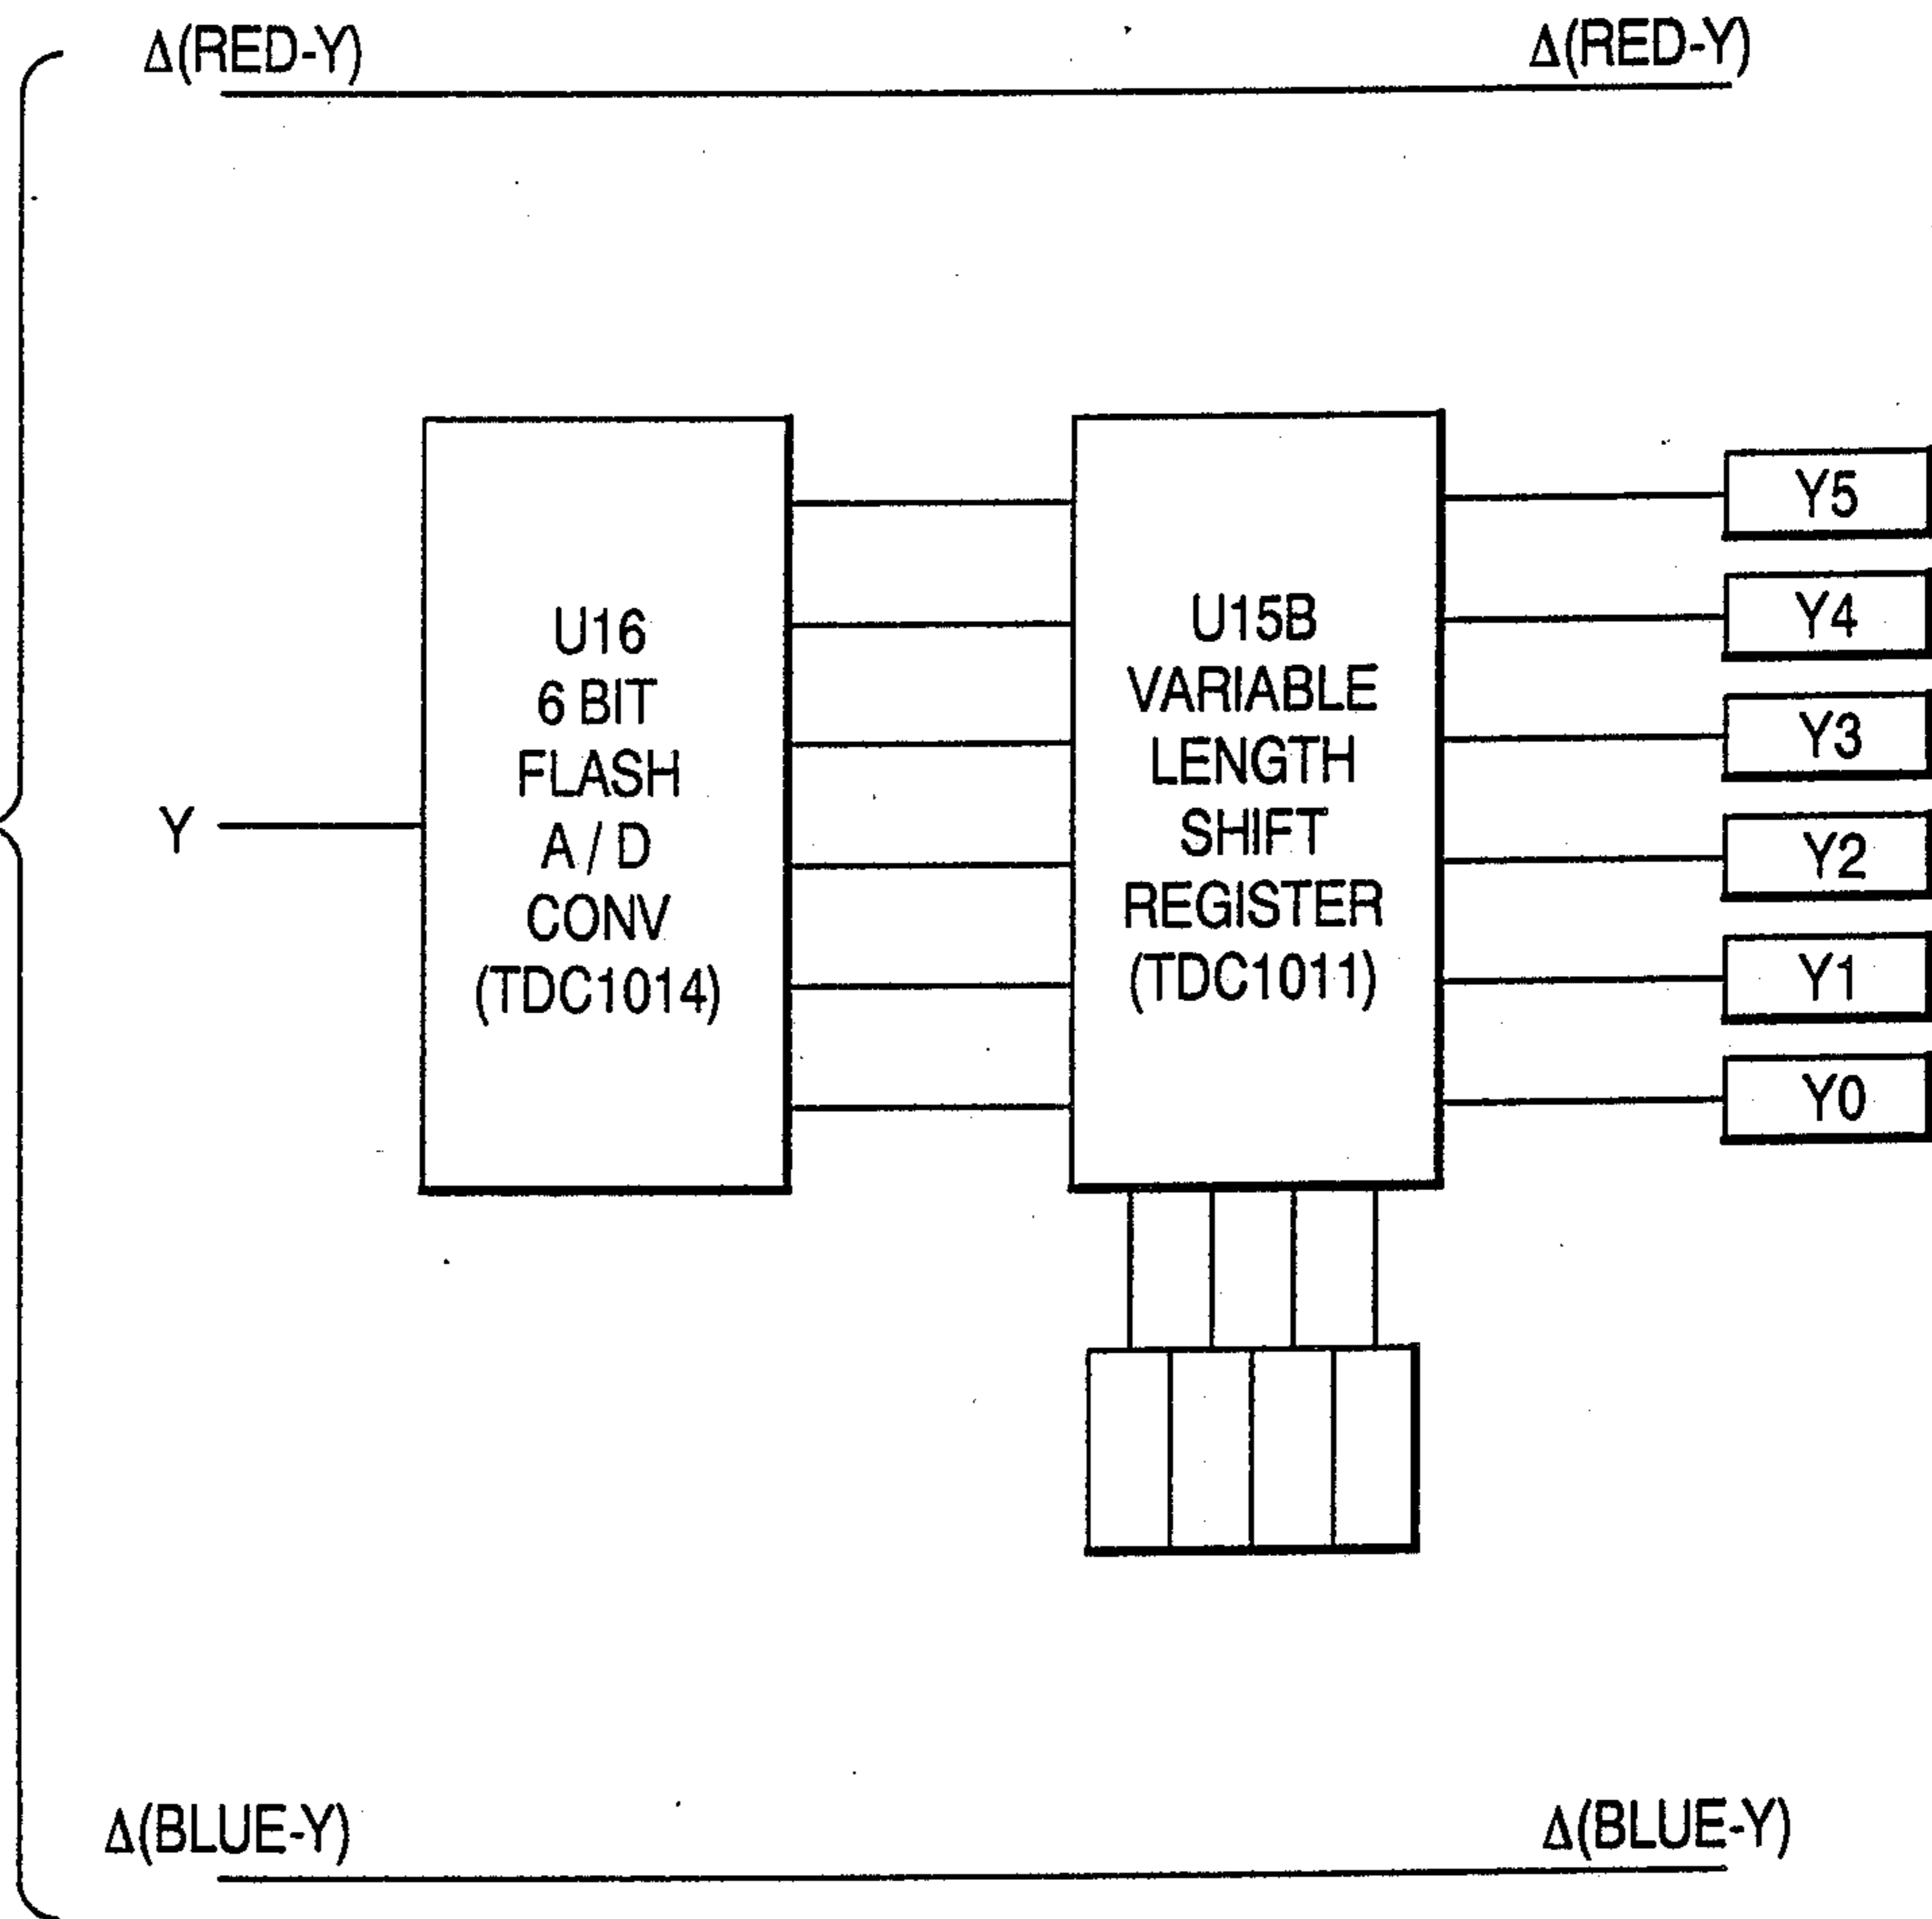 Δ(RED-Y)
Δ(RED-Y)
Y
U16
6 BIT
FLASH
A / D
CONV
(TDC1014)
U15B
VARIABLE
LENGTH
SHIFT
REGISTER
(TDC1011)
Y5
Y4
Y3
Y2
Y1
Y0
Δ(BLUE-Y)
Δ(BLUE-Y)